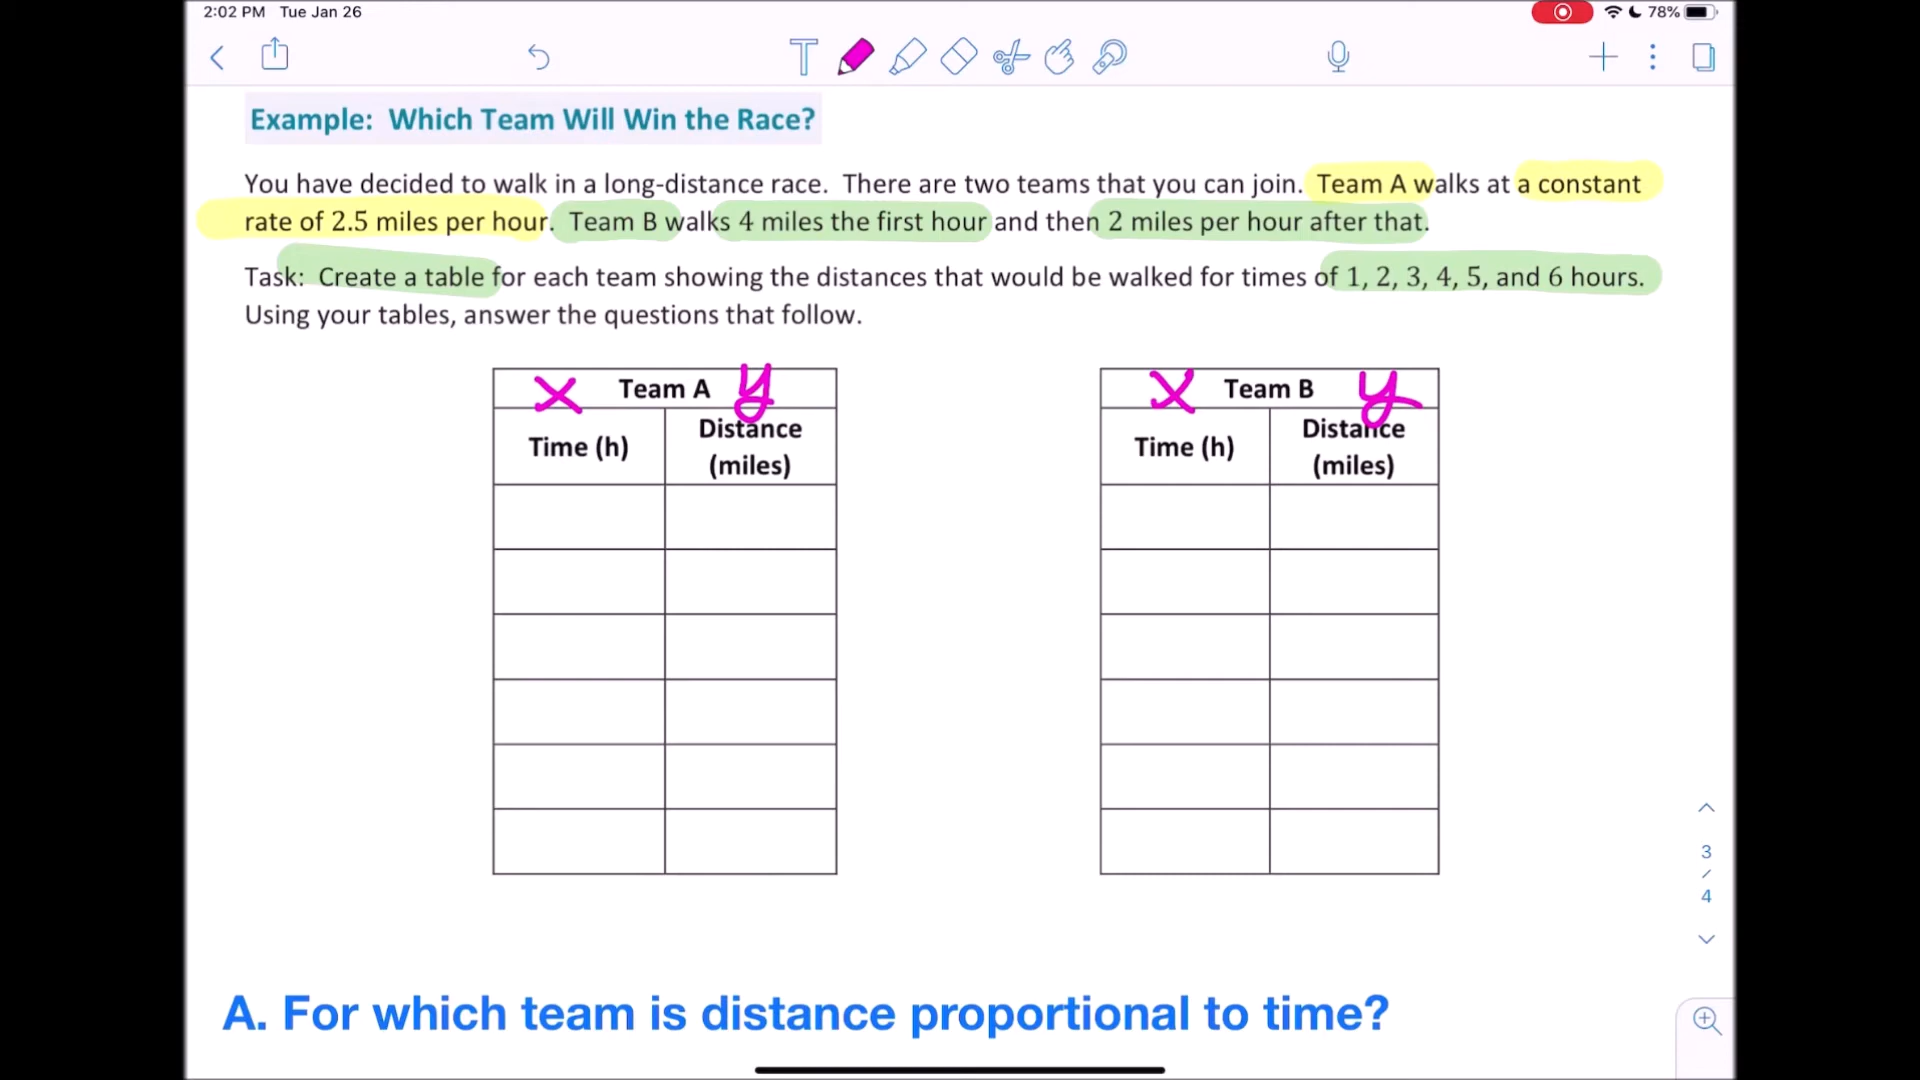 2:02 PM Tue Jan 26
78%
T
Example: Which Team Will Win the Race?
You have decided to walk in a long-distance race. There are two teams that you can join. Team A walks at a constant
rate of 2.5 miles per hour. Team B walks 4 miles the first hour and then 2 miles per hour after that.
Task: Create a table for each team showing the distances that would be walked for times of 1, 2, 3, 4, 5, and 6 hours.
Using your tables, answer the questions that follow.
x Team A y
Time (h) Distance
(miles)
x Team B y
Time (h) Distance
(miles)
3
/
4
A. For which team is distance proportional to time?